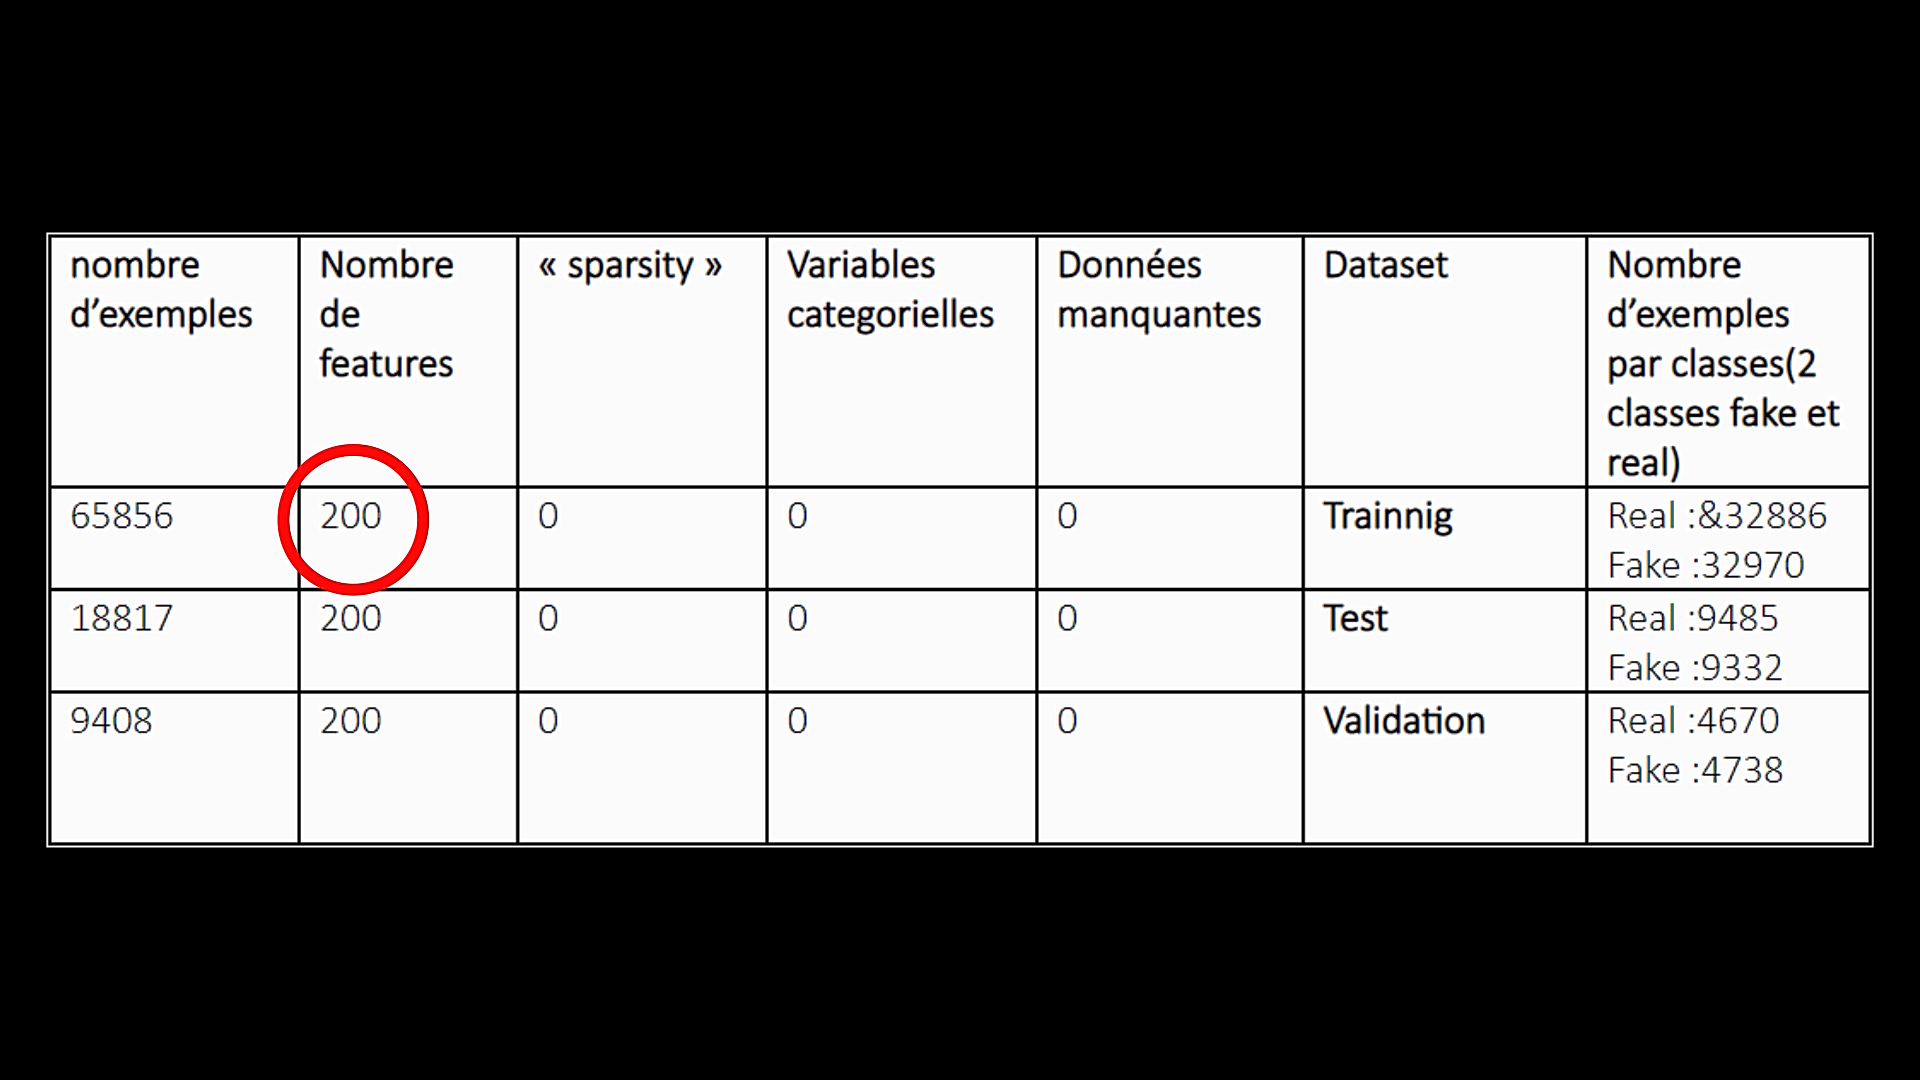 nombre
d’exemples
Nombre
de
features
« sparsity »
Variables
categorielles
Données
manquantes
Dataset
Nombre
d’exemples
par classes(2
classes fake et
real)
65856
200
0
0
0
Trainnig
Real :&32886
Fake :32970
18817
200
0
0
0
Test
Real :9485
Fake :9332
9408
200
0
0
0
Validation
Real :4670
Fake :4738